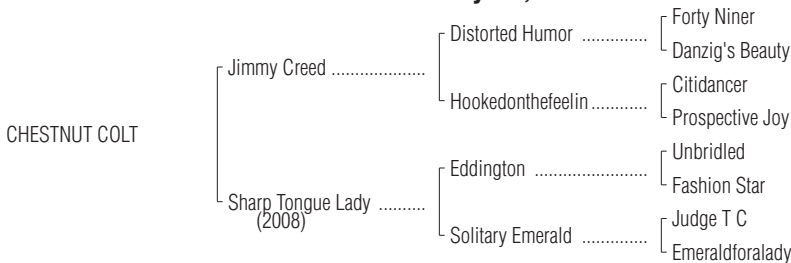 Forty Niner
Distorted Humor ..............
Danzig's Beauty
Jimmy Creed .....................
Citidancer
Hookedonthefeelin ............
Prospective Joy
CHESTNUT COLT
Unbridled
Eddington ........................
Fashion Star
Sharp Tongue Lady ..........
(2008)
Judge T C
Solitary Emerald ..............
Emeraldforalady